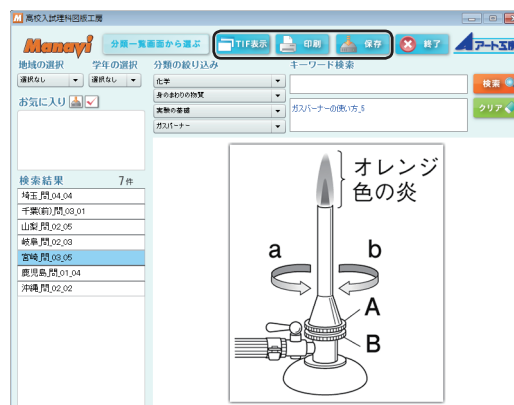 高校入試理科図版工房
Manavi 分類一覧画面から選ぶ TIF表示 印刷 保存 終了 アート工房
地域の選択 学年の選択 分類の絞り込み キーワード検索
選択なし 選択なし 化学 検索
お気に入り 身のまわりの物質
実験の基礎 ガスバーナーの使い方_5 クリア
ガスバーナー
検索結果 7件
埼玉_問_04_04
千葉(前)_問_03_01
山梨_問_02_05
岐阜_問_02_03
宮崎_問_03_05
鹿児島_問_01_04
沖縄_問_02_02
オレンジ
色の炎
a b
A
B